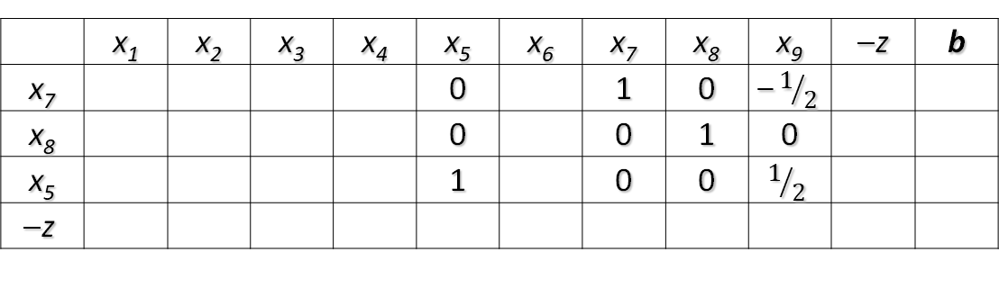 x₁ x₂ x₃ x₄ x₅ x₆ x₇ x₈ x₉ −z b
x₇ 0 1 0 −1/2
x₈ 0 0 1 0
x₅ 1 0 0 1/2
−z